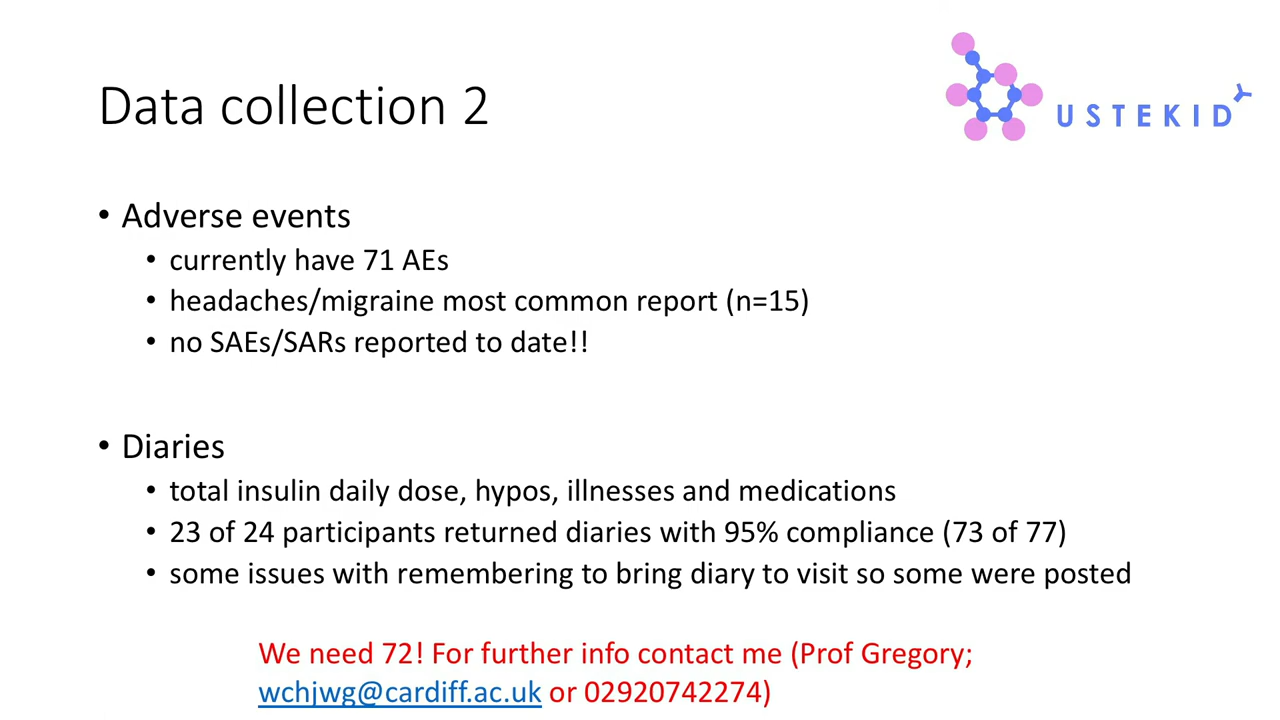 Data collection 2
USTEKID
• Adverse events
• currently have 71 AEs
• headaches/migraine most common report (n=15)
• no SAEs/SARs reported to date!!
• Diaries
• total insulin daily dose, hypos, illnesses and medications
• 23 of 24 participants returned diaries with 95% compliance (73 of 77)
• some issues with remembering to bring diary to visit so some were posted
We need 72! For further info contact me (Prof Gregory;
wchjwg@cardiff.ac.uk or 02920742274)